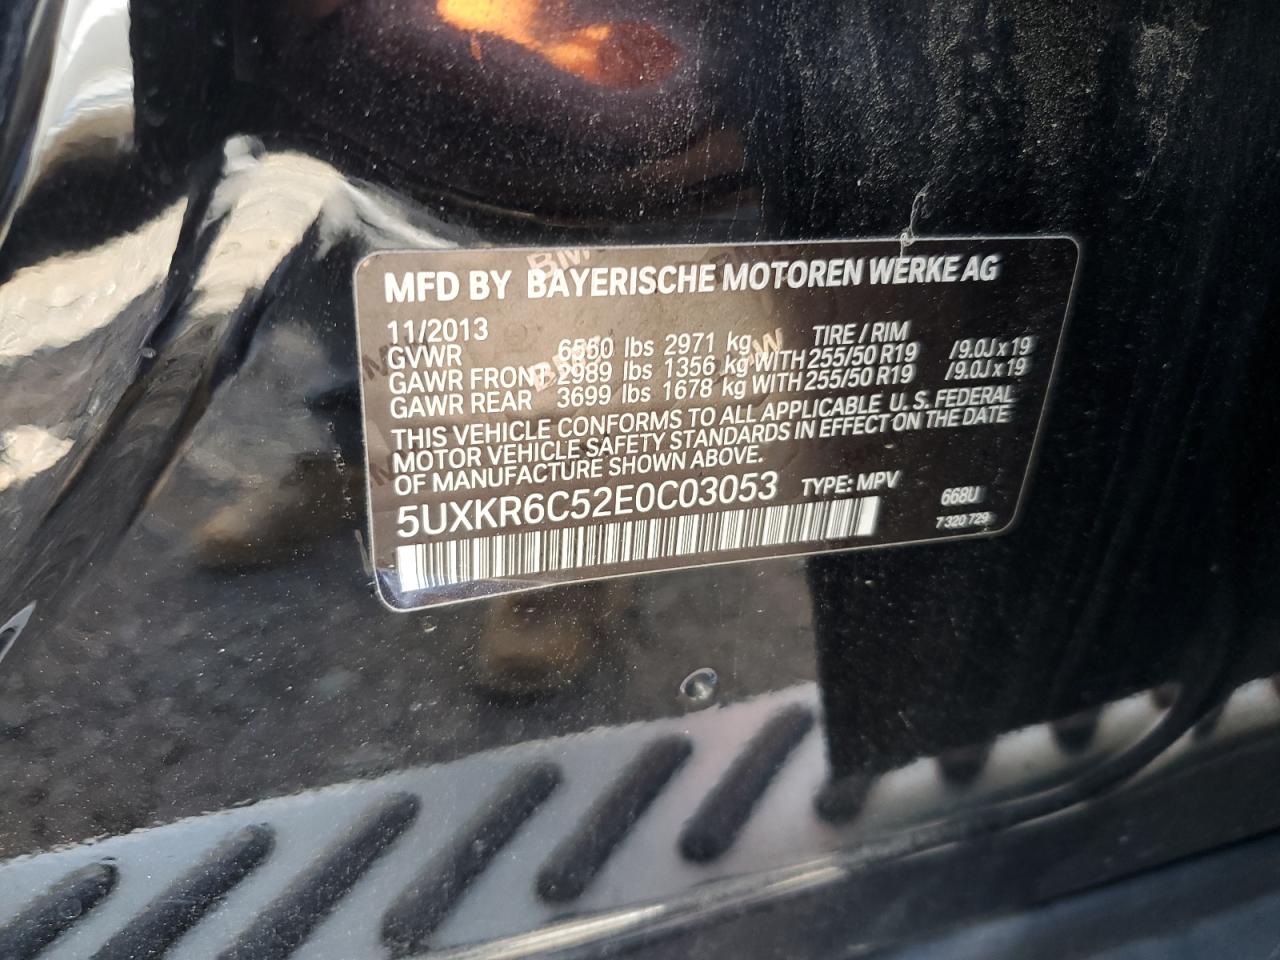 MFD BY BAYERISCHE MOTOREN WERKE AG
11/2013 TIRE / RIM
GVWR 6550 lbs 2971 kg
GAWR FRONT 2989 lbs 1356 kg WITH 255/50 R19 /9.0J x 19
GAWR REAR 3699 lbs 1678 kg WITH 255/50 R19 /9.0J x 19
THIS VEHICLE CONFORMS TO ALL APPLICABLE U.S. FEDERAL
MOTOR VEHICLE SAFETY STANDARDS IN EFFECT ON THE DATE
OF MANUFACTURE SHOWN ABOVE.
5UXKR6C52E0C03053 TYPE: MPV 668U
7 320 729